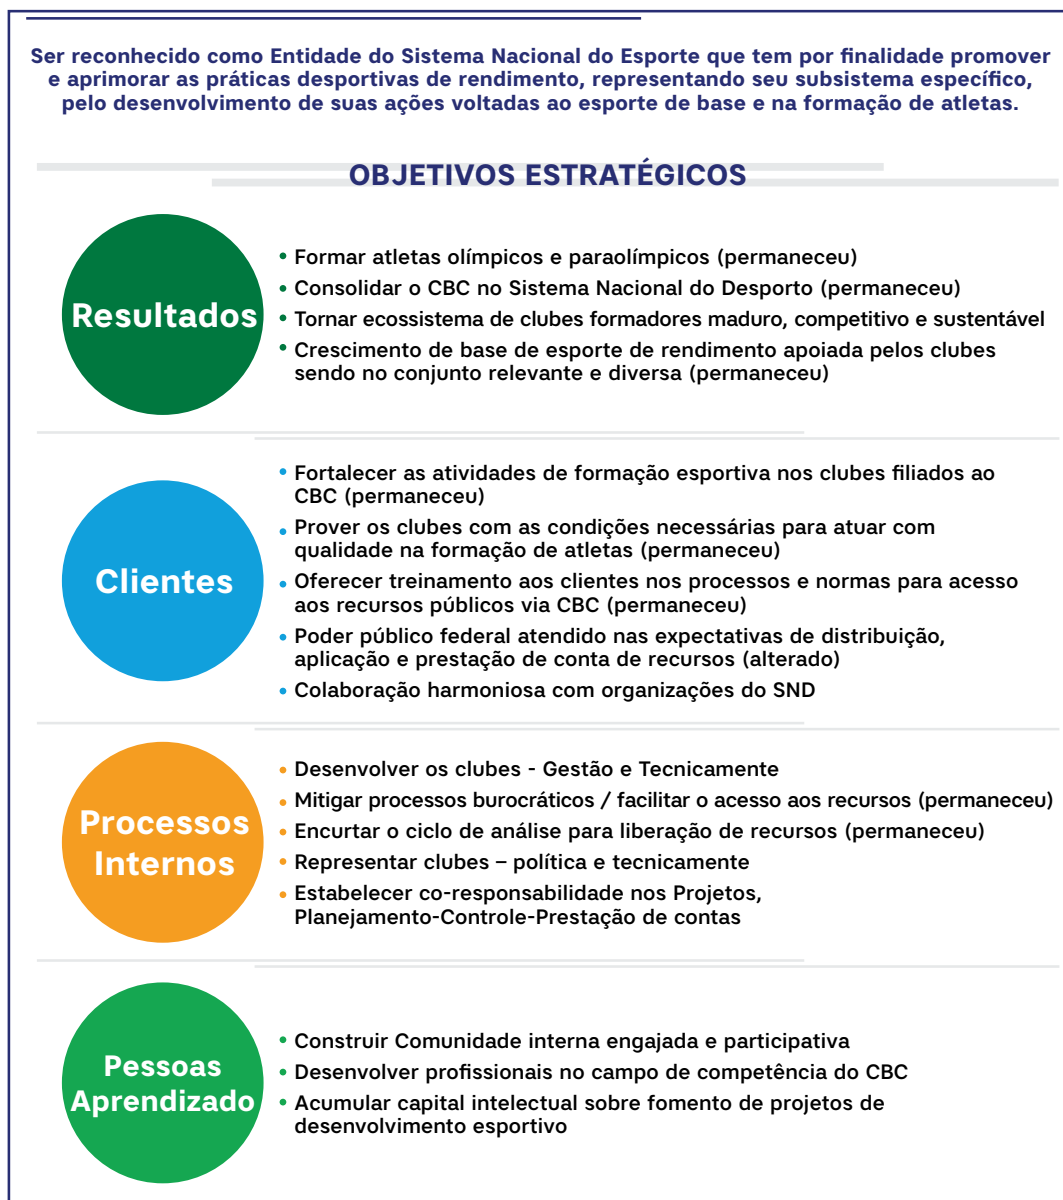 Ser reconhecido como Entidade do Sistema Nacional do Esporte que tem por finalidade promover
e aprimorar as práticas desportivas de rendimento, representando seu subsistema específico,
pelo desenvolvimento de suas ações voltadas ao esporte de base e na formação de atletas.
OBJETIVOS ESTRATÉGICOS
Resultados
• Formar atletas olímpicos e paraolímpicos (permaneceu)
• Consolidar o CBC no Sistema Nacional do Desporto (permaneceu)
• Tornar ecossistema de clubes formadores maduro, competitivo e sustentável
• Crescimento de base de esporte de rendimento apoiada pelos clubes
sendo no conjunto relevante e diversa (permaneceu)
Clientes
• Fortalecer as atividades de formação esportiva nos clubes filiados ao
CBC (permaneceu)
• Prover os clubes com as condições necessárias para atuar com
qualidade na formação de atletas (permaneceu)
• Oferecer treinamento aos clientes nos processos e normas para acesso
aos recursos públicos via CBC (permaneceu)
• Poder público federal atendido nas expectativas de distribuição,
aplicação e prestação de conta de recursos (alterado)
• Colaboração harmoniosa com organizações do SND
Processos
Internos
• Desenvolver os clubes - Gestão e Tecnicamente
• Mitigar processos burocráticos / facilitar o acesso aos recursos (permaneceu)
• Encurtar o ciclo de análise para liberação de recursos (permaneceu)
• Representar clubes – política e tecnicamente
• Estabelecer co-responsabilidade nos Projetos,
Planejamento-Controle-Prestação de contas
Pessoas
Aprendizado
• Construir Comunidade interna engajada e participativa
• Desenvolver profissionais no campo de competência do CBC
• Acumular capital intelectual sobre fomento de projetos de
desenvolvimento esportivo